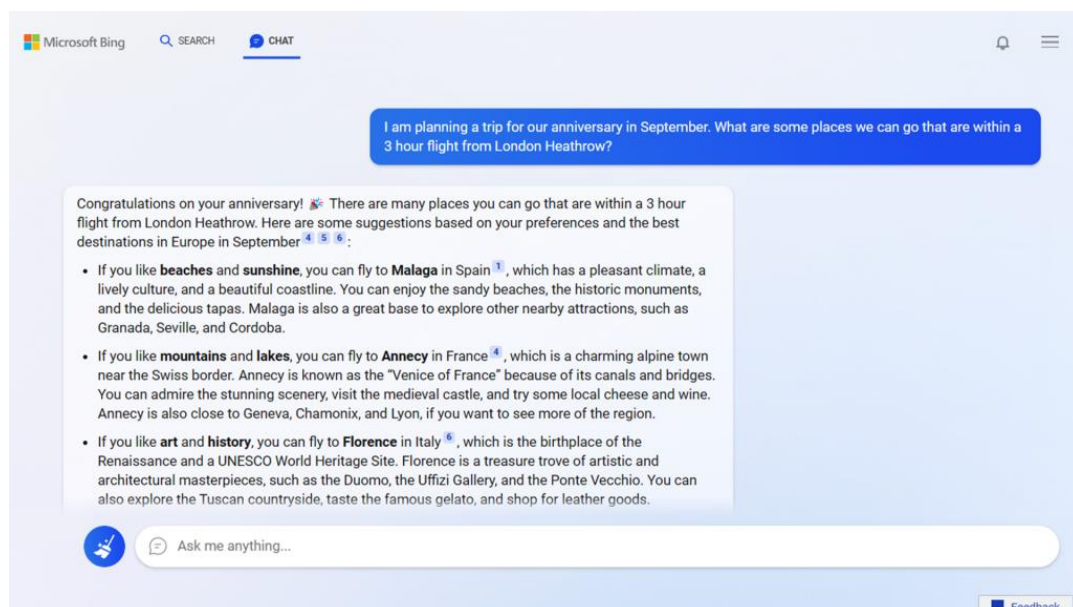 Microsoft Bing
SEARCH
CHAT
I am planning a trip for our anniversary in September. What are some places we can go that are within a
3 hour flight from London Heathrow?
Congratulations on your anniversary! 🎉 There are many places you can go that are within a 3 hour
flight from London Heathrow. Here are some suggestions based on your preferences and the best
destinations in Europe in September 4 5 6 :
• If you like beaches and sunshine, you can fly to Malaga in Spain 1 , which has a pleasant climate, a
lively culture, and a beautiful coastline. You can enjoy the sandy beaches, the historic monuments,
and the delicious tapas. Malaga is also a great base to explore other nearby attractions, such as
Granada, Seville, and Cordoba.
• If you like mountains and lakes, you can fly to Annecy in France 4 , which is a charming alpine town
near the Swiss border. Annecy is known as the “Venice of France” because of its canals and bridges.
You can admire the stunning scenery, visit the medieval castle, and try some local cheese and wine.
Annecy is also close to Geneva, Chamonix, and Lyon, if you want to see more of the region.
• If you like art and history, you can fly to Florence in Italy 6 , which is the birthplace of the
Renaissance and a UNESCO World Heritage Site. Florence is a treasure trove of artistic and
architectural masterpieces, such as the Duomo, the Uffizi Gallery, and the Ponte Vecchio. You can
also explore the Tuscan countryside, taste the famous gelato, and shop for leather goods.
Ask me anything...
Feedback